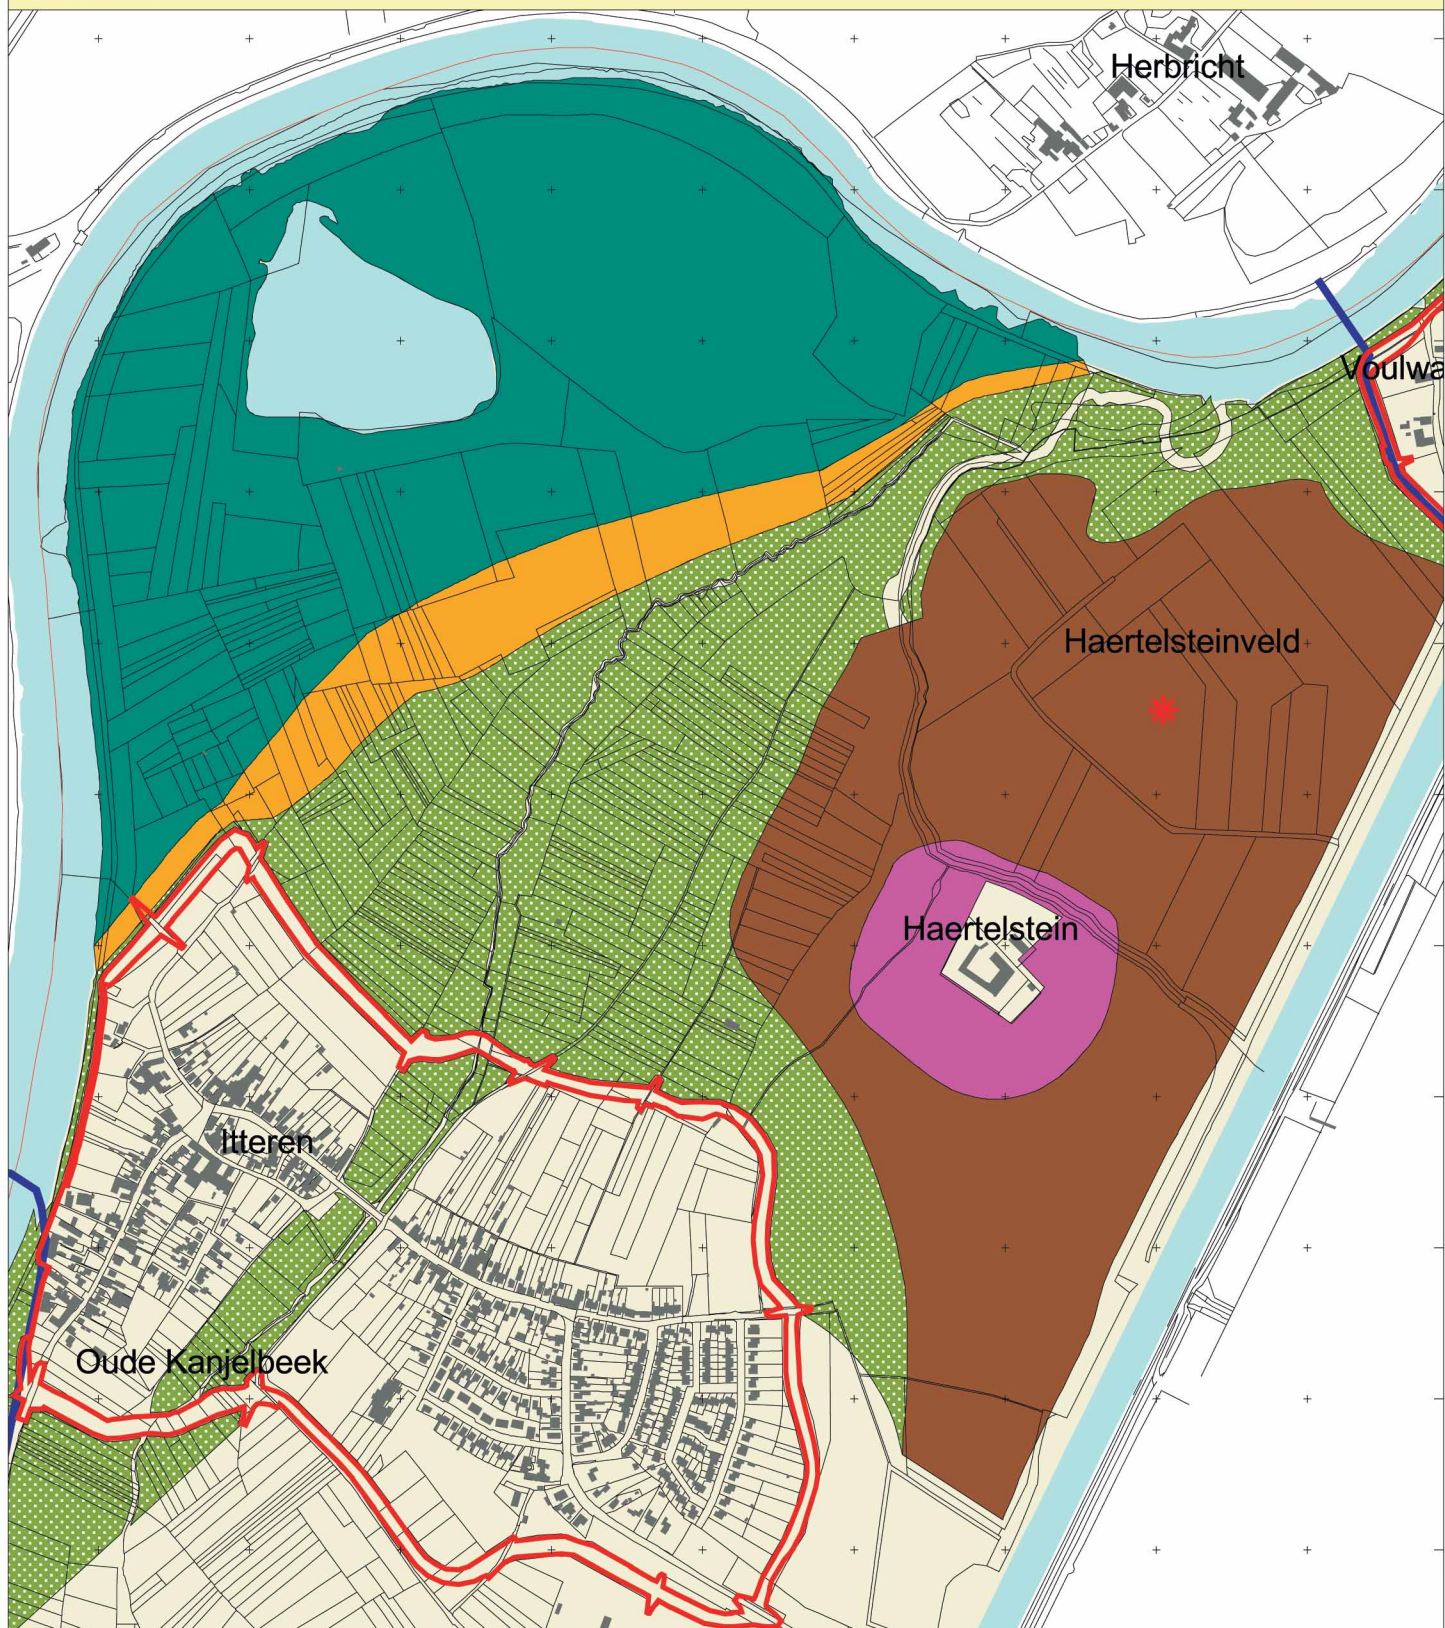 Herbricht
Voulwa
Haertelsteinveld
Haertelstein
Itteren
Oude Kanjelbeek